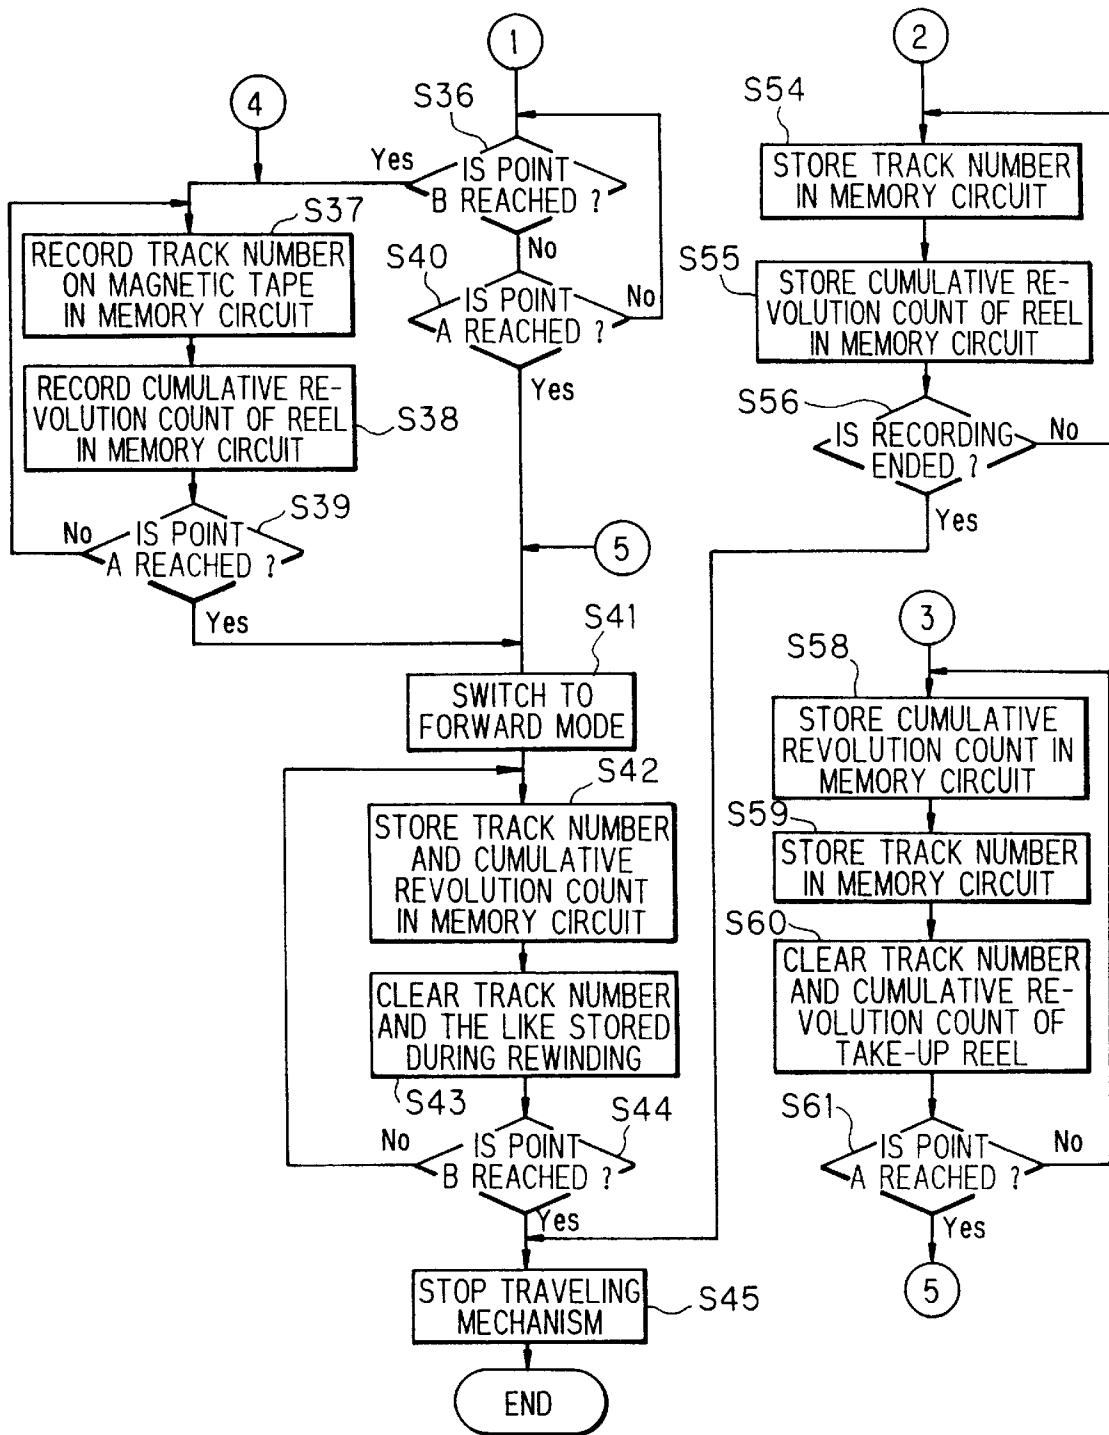 1
S36
4
Yes
IS POINT
B REACHED ?
No
S37
RECORD TRACK NUMBER
ON MAGNETIC TAPE
IN MEMORY CIRCUIT
S40
IS POINT
A REACHED ?
No
Yes
RECORD CUMULATIVE RE-
VOLUTION COUNT OF REEL
IN MEMORY CIRCUIT
S38
S39
No
IS POINT
A REACHED ?
Yes
5
S41
SWITCH TO
FORWARD MODE
S42
STORE TRACK NUMBER
AND CUMULATIVE
REVOLUTION COUNT
IN MEMORY CIRCUIT
CLEAR TRACK NUMBER
AND THE LIKE STORED
DURING REWINDING
S43
S44
No
IS POINT
B REACHED ?
Yes
STOP TRAVELING
MECHANISM
S45
END
2
S54
STORE TRACK NUMBER
IN MEMORY CIRCUIT
S55
STORE CUMULATIVE RE-
VOLUTION COUNT OF REEL
IN MEMORY CIRCUIT
S56
IS RECORDING
ENDED ?
No
Yes
3
S58
STORE CUMULATIVE
REVOLUTION COUNT IN
MEMORY CIRCUIT
S59
STORE TRACK NUMBER
IN MEMORY CIRCUIT
S60
CLEAR TRACK NUMBER
AND CUMULATIVE RE-
VOLUTION COUNT OF
TAKE-UP REEL
S61
IS POINT
A REACHED ?
No
Yes
5